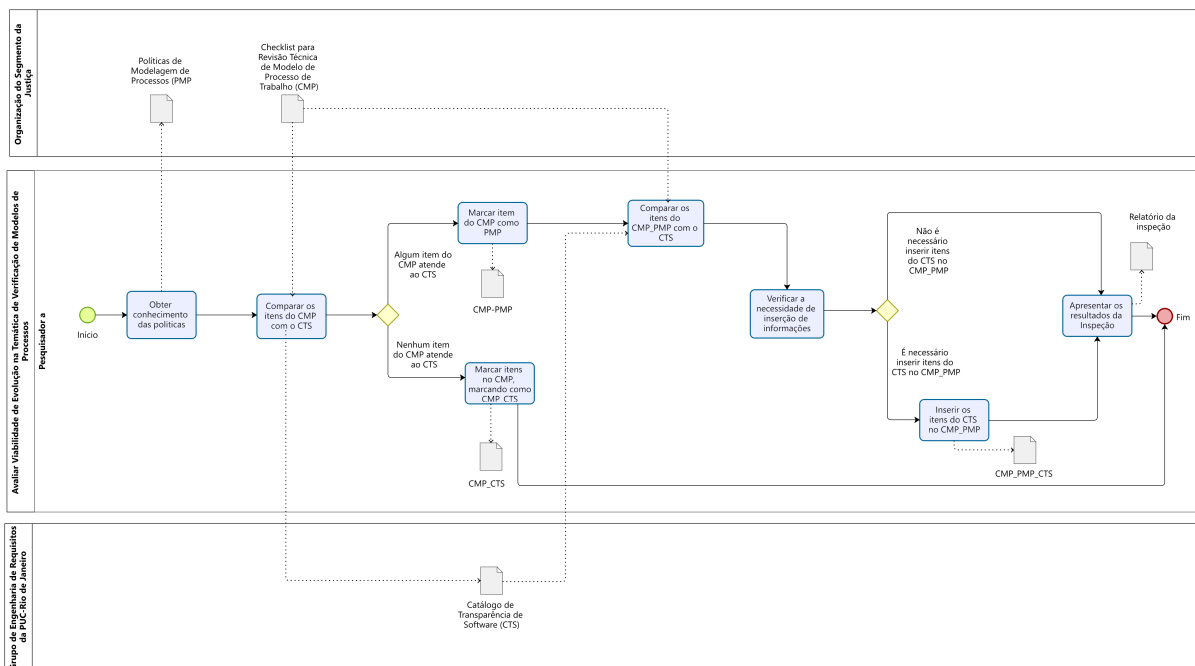 Organização do Segmento da
Justiça
Políticas de
Modelagem de
Processos (PMP
Checklist para
Revisão Técnica
de Modelo de
Processo de
Trabalho (CMP)
Avaliar Viabilidade de Evolução na Temática de Verificação de Modelos de
Processos
Pesquisador a
Início
Obter
conhecimento
das politicas
Comparar os
itens do CMP
com o CTS
Algum item do
CMP atende
ao CTS
Nenhum item
do CMP atende
ao CTS
Marcar item
do CMP como
PMP
CMP-PMP
Marcar itens
no CMP,
marcando como
CMP_CTS
CMP_CTS
Comparar os
itens do
CMP_PMP com o
CTS
Verificar a
necessidade de
inserção de
informações
Não é
necessário
inserir itens
do CTS no
CMP_PMP
É necessário
inserir itens do
CTS no CMP_PMP
Inserir os
itens do CTS
no CMP_PMP
CMP_PMP_CTS
Apresentar os
resultados da
Inspeção
Relatório da
inspeção
Fim
Grupo de Engenharia de Requisitos
da PUC-Rio de Janeiro
Catálogo de
Transparência de
Software (CTS)